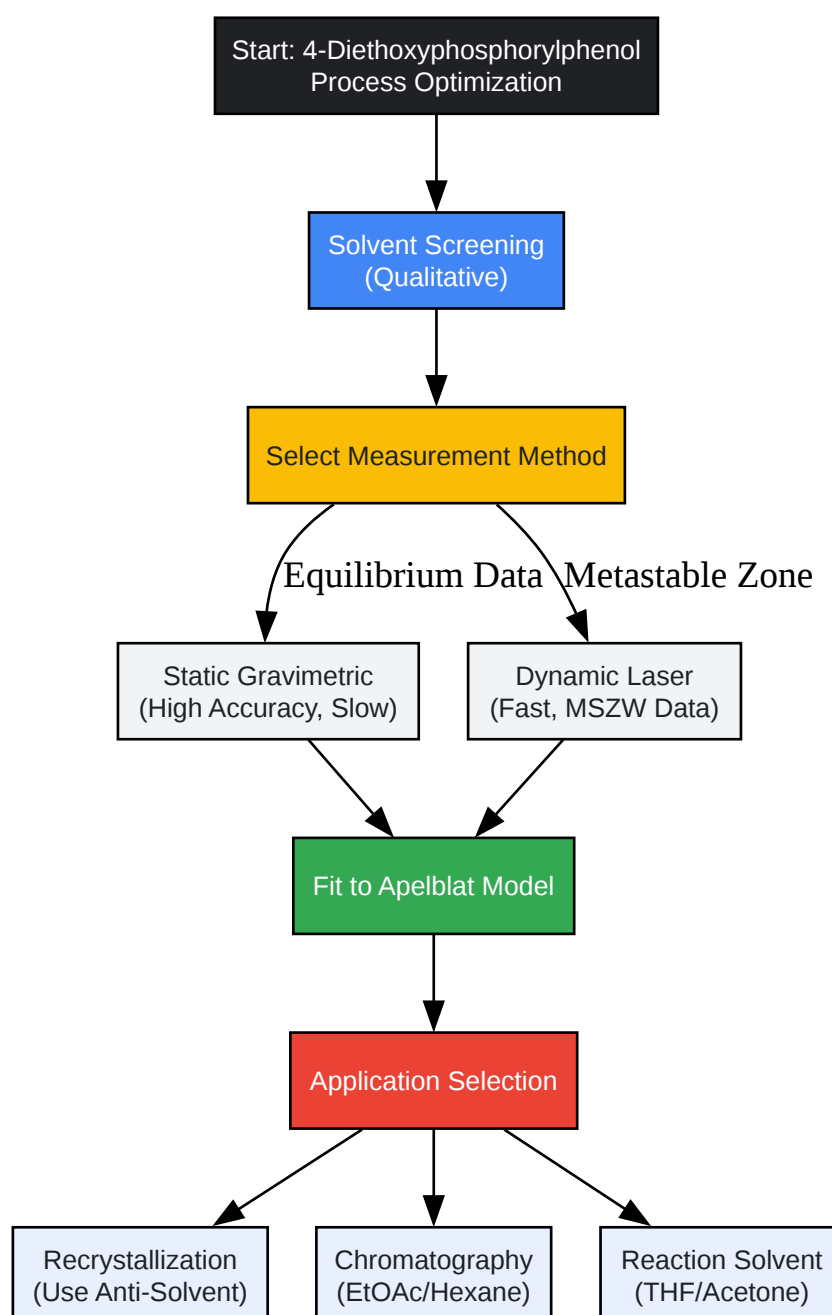 Start: 4-Diethoxyphosphorylphenol
Process Optimization
Solvent Screening
(Qualitative)
Select Measurement Method
Equilibrium Data
Metastable Zone
Static Gravimetric
(High Accuracy, Slow)
Dynamic Laser
(Fast, MSZW Data)
Fit to Apelblat Model
Application Selection
Recrystallization
(Use Anti-Solvent)
Chromatography
(EtOAc/Hexane)
Reaction Solvent
(THF/Acetone)